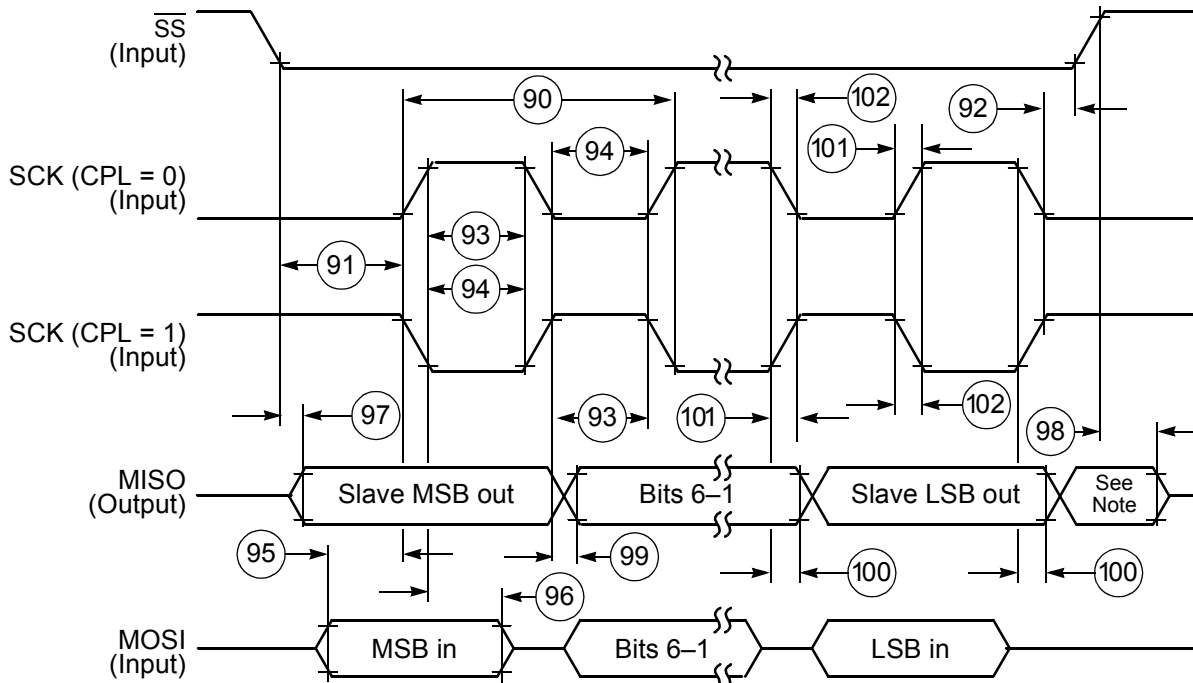 SS
(Input)
90
102
92
94
101
SCK (CPL = 0)
(Input)
93
91
94
SCK (CPL = 1)
(Input)
97
93
101
102
98
MISO
(Output)
Slave MSB out
Bits 6–1
Slave LSB out
See
Note
95
99
100
100
96
MOSI
(Input)
MSB in
Bits 6–1
LSB in